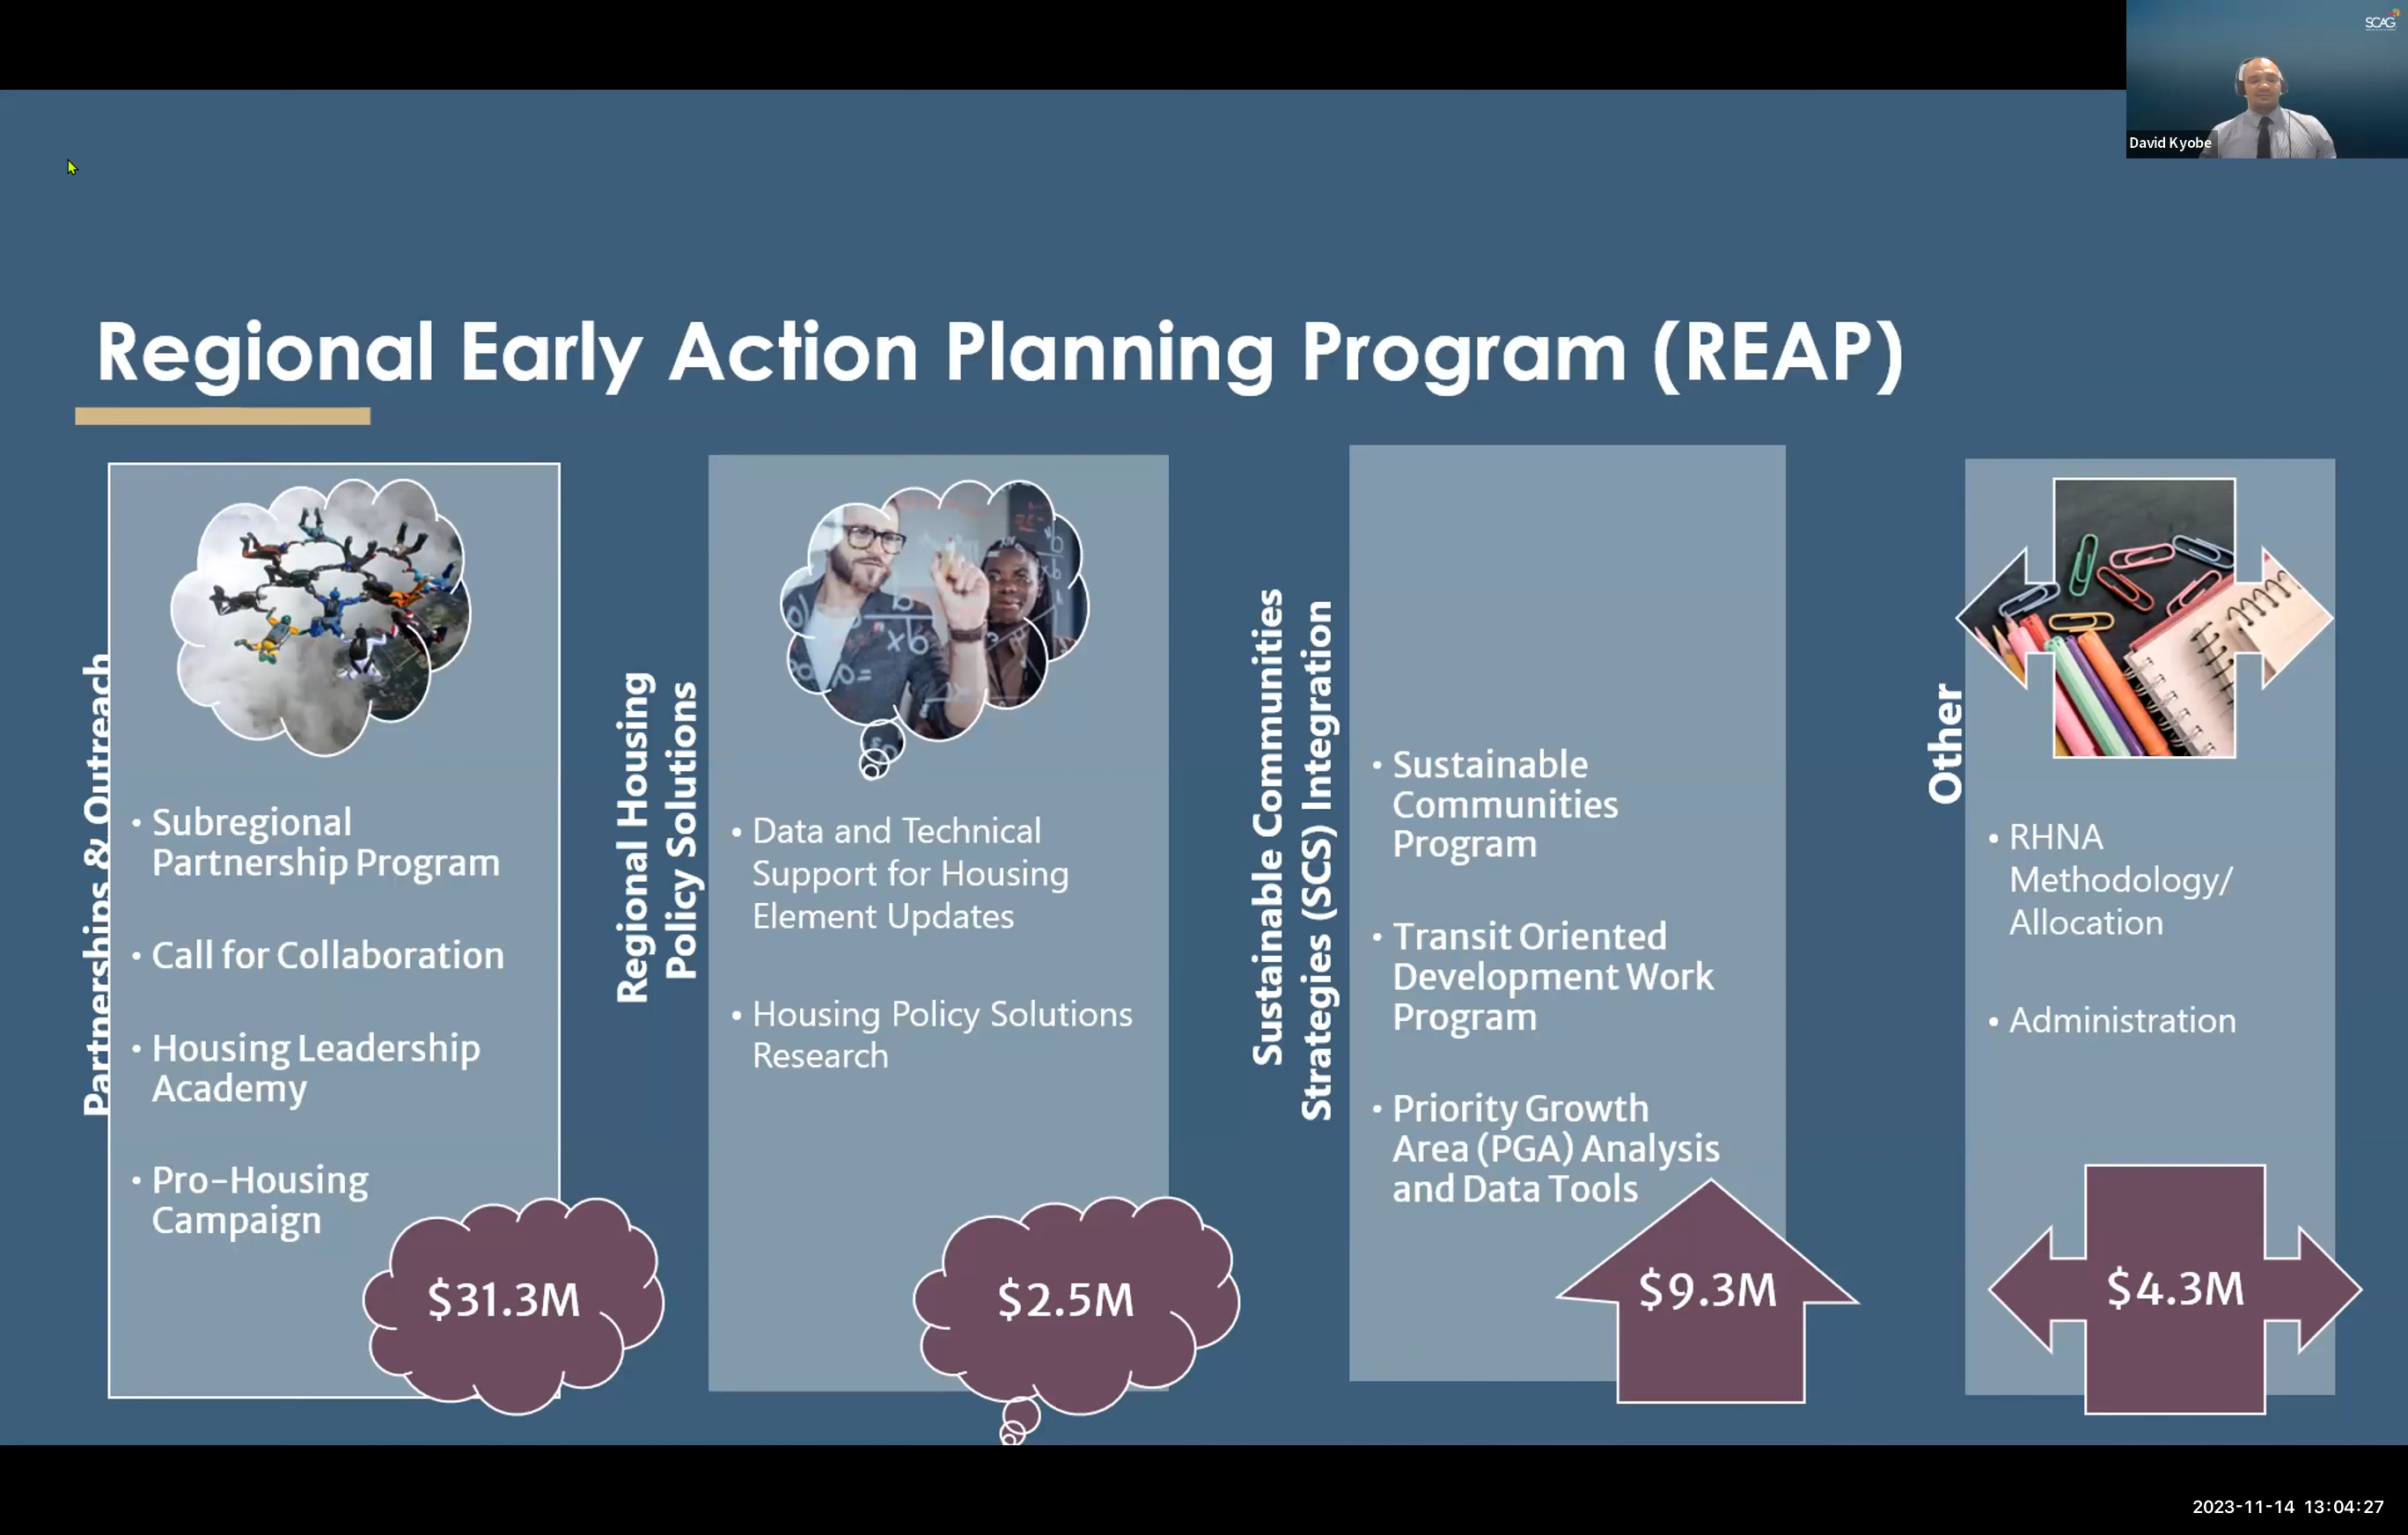 SCAG
David Kyobe
Regional Early Action Planning Program (REAP)
Partnerships & Outreach
• Subregional
Partnership Program
• Call for Collaboration
• Housing Leadership
Academy
• Pro-Housing
Campaign
$31.3M
Regional Housing
Policy Solutions
• Data and Technical
Support for Housing
Element Updates
• Housing Policy Solutions
Research
$2.5M
Sustainable Communities
Strategies (SCS) Integration
• Sustainable
Communities
Program
• Transit Oriented
Development Work
Program
• Priority Growth
Area (PGA) Analysis
and Data Tools
$9.3M
Other
• RHNA
Methodology/
Allocation
• Administration
$4.3M
2023-11-14 13:04:27